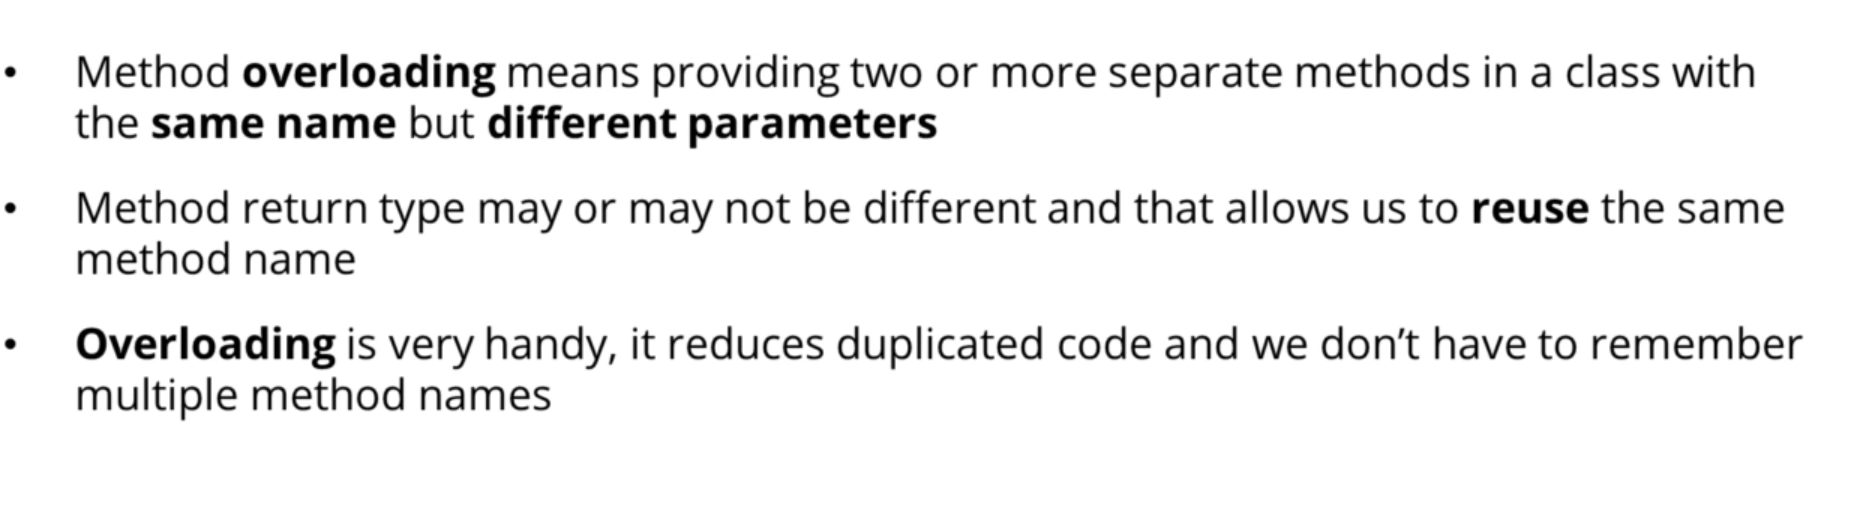 • Method overloading means providing two or more separate methods in a class with
the same name but different parameters
• Method return type may or may not be different and that allows us to reuse the same
method name
• Overloading is very handy, it reduces duplicated code and we don’t have to remember
multiple method names